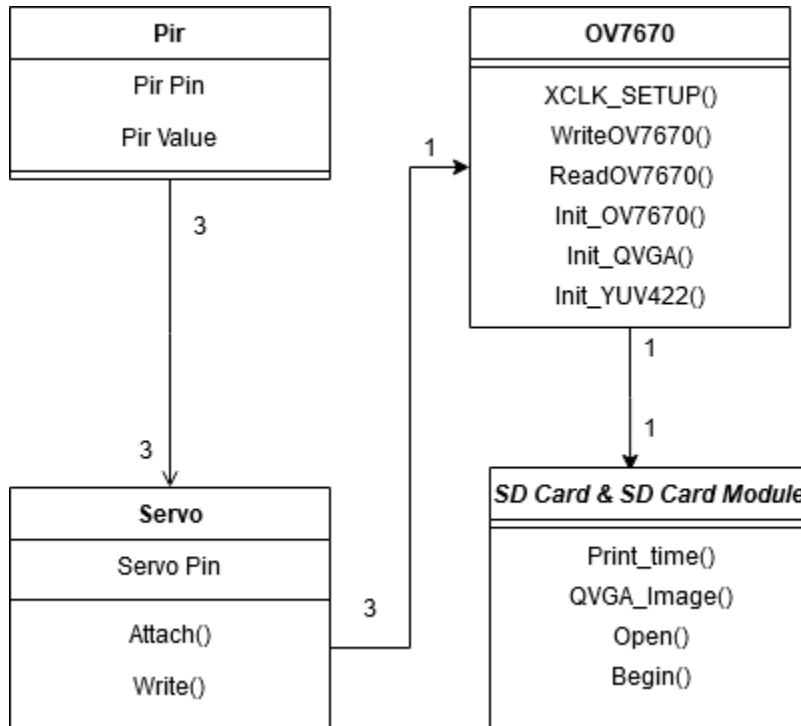 Pir
Pir Pin
Pir Value
3
3
Servo
Servo Pin
Attach()
Write()
3
1
OV7670
XCLK_SETUP()
WriteOV7670()
ReadOV7670()
Init_OV7670()
Init_QVGA()
Init_YUV422()
1
1
SD Card & SD Card Module
Print_time()
QVGA_Image()
Open()
Begin()